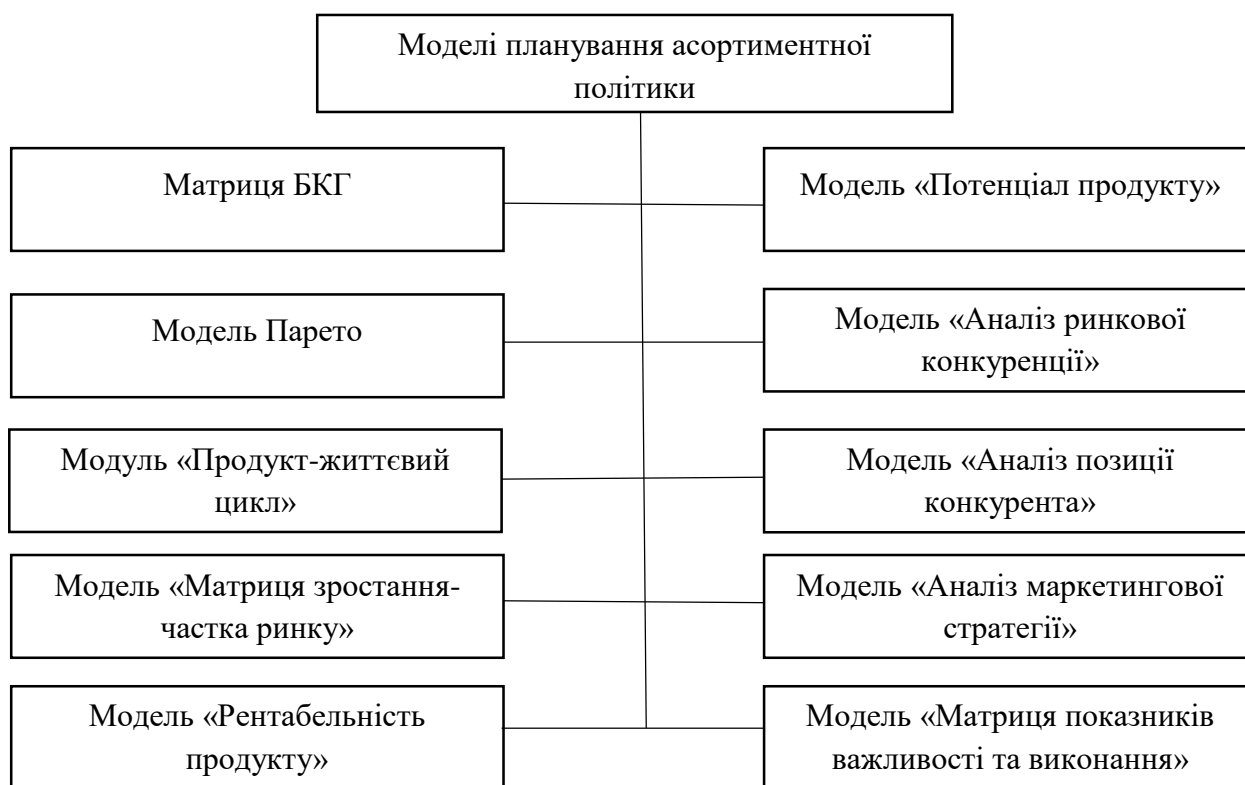 Моделі планування асортиментної
політики
Матриця БКГ
Модель «Потенціал продукту»
Модель Парето
Модель «Аналіз ринкової
конкуренції»
Модуль «Продукт-життєвий
цикл»
Модель «Аналіз позиції
конкурента»
Модель «Матриця зростання-
частка ринку»
Модель «Аналіз маркетингової
стратегії»
Модель «Рентабельність
продукту»
Модель «Матриця показників
важливості та виконання»